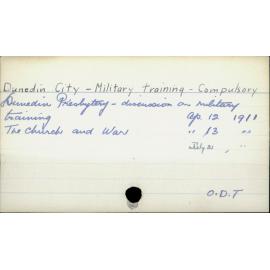 Dunedin City - Military training - Compulsory
Dunedin Presbytery - discussion on military
training Ap. 12 1911
The Church and War " 13 "
July 21 , "
O.D.T